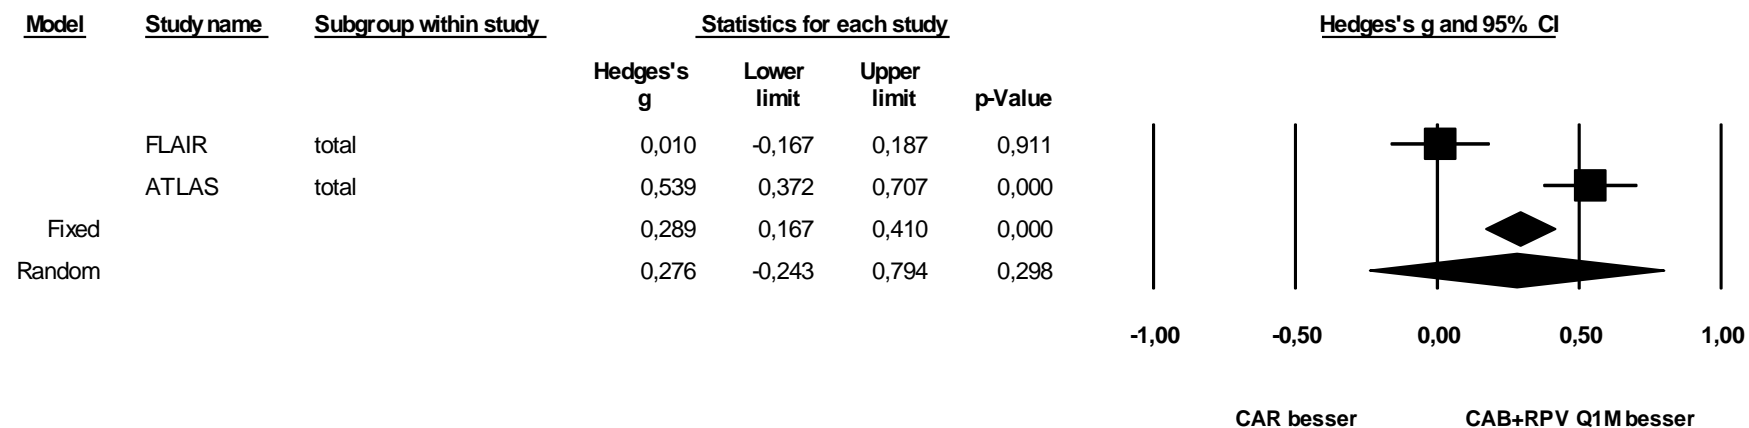 Model Study name Subgroup within study Statistics for each study Hedges's g and 95% CI
Hedges's g Lower limit Upper limit p-Value
FLAIR total 0,010 -0,167 0,187 0,911
ATLAS total 0,539 0,372 0,707 0,000
Fixed 0,289 0,167 0,410 0,000
Random 0,276 -0,243 0,794 0,298
-1,00 -0,50 0,00 0,50 1,00
CAR besser CAB+RPV Q1M besser